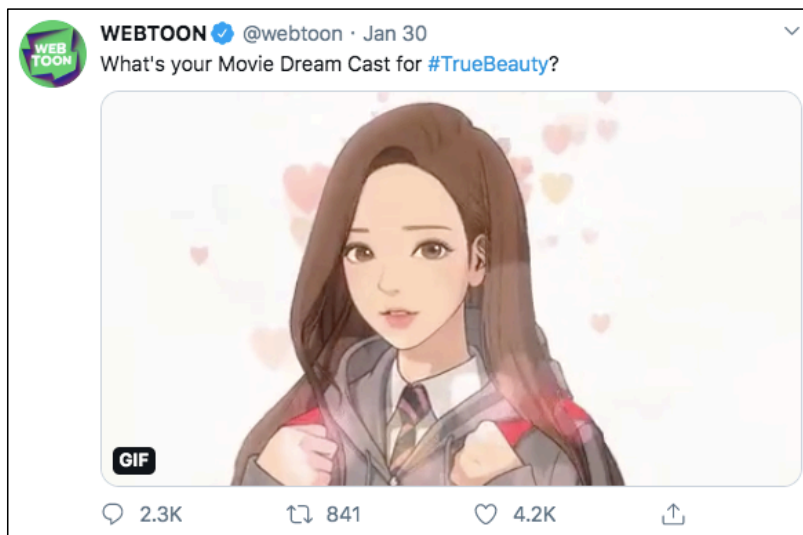 WEB
TOON
WEBTOON @webtoon · Jan 30
What's your Movie Dream Cast for #TrueBeauty?
GIF
2.3K 841 4.2K